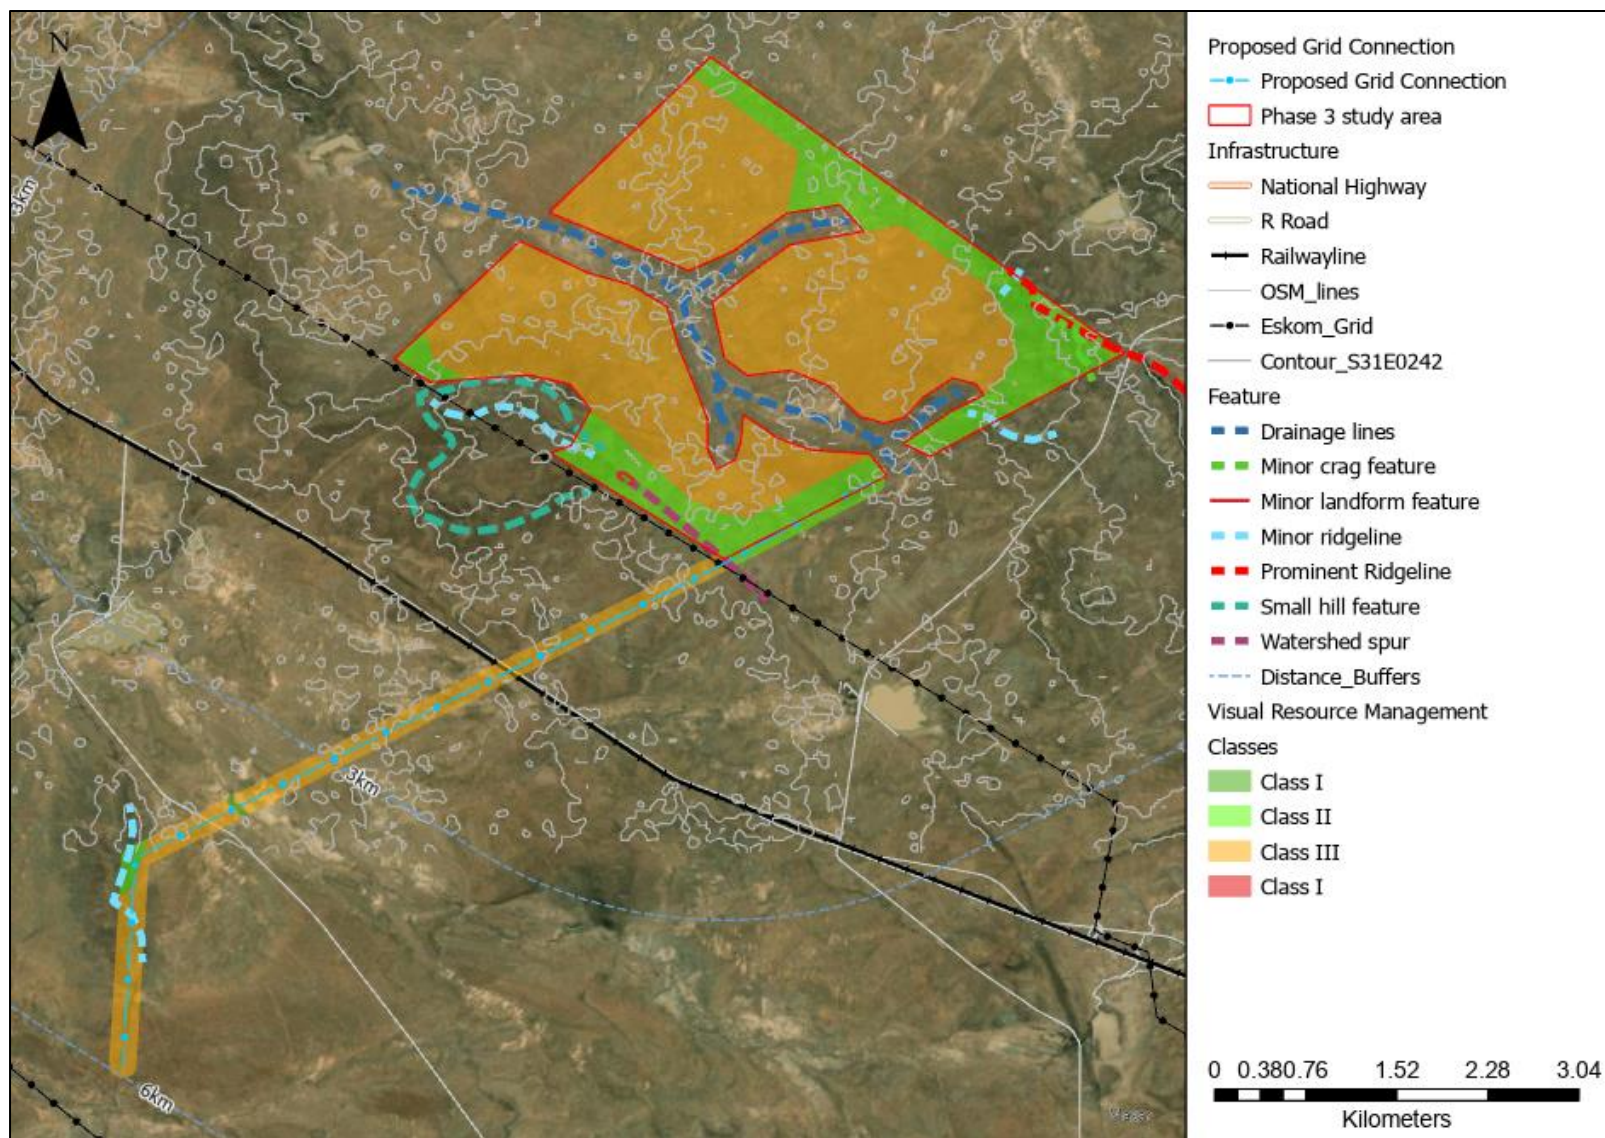 N
3km
3km
6km
Maxar
Proposed Grid Connection
Proposed Grid Connection
Phase 3 study area
Infrastructure
National Highway
R Road
Railwayline
OSM_lines
Eskom_Grid
Contour_S31E0242
Feature
Drainage lines
Minor crag feature
Minor landform feature
Minor ridgeline
Prominent Ridgeline
Small hill feature
Watershed spur
Distance_Buffers
Visual Resource Management
Classes
Class I
Class II
Class III
Class I
0 0.380.76 1.52 2.28 3.04
Kilometers